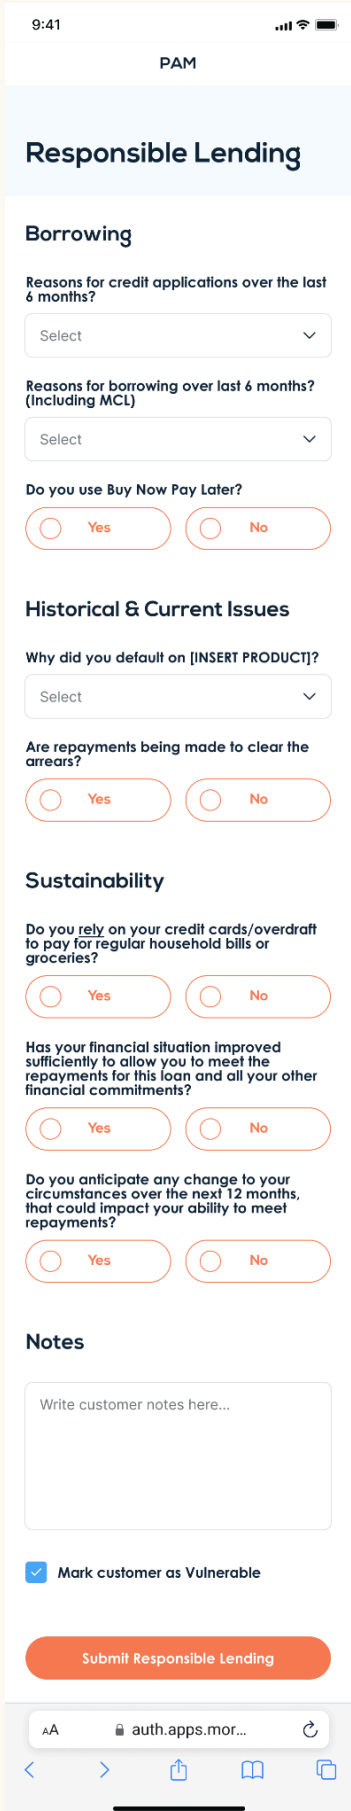 9:41
PAM
Responsible Lending
Borrowing
Reasons for credit applications over the last
6 months?
Select
Reasons for borrowing over last 6 months?
(Including MCL)
Select
Do you use Buy Now Pay Later?
Yes No
Historical & Current Issues
Why did you default on [INSERT PRODUCT]?
Select
Are repayments being made to clear the
arrears?
Yes No
Sustainability
Do you rely on your credit cards/overdraft
to pay for regular household bills or
groceries?
Yes No
Has your financial situation improved
sufficiently to allow you to meet the
repayments for this loan and all your other
financial commitments?
Yes No
Do you anticipate any change to your
circumstances over the next 12 months,
that could impact your ability to meet
repayments?
Yes No
Notes
Write customer notes here...
Mark customer as Vulnerable
Submit Responsible Lending
AA auth.apps.mor...